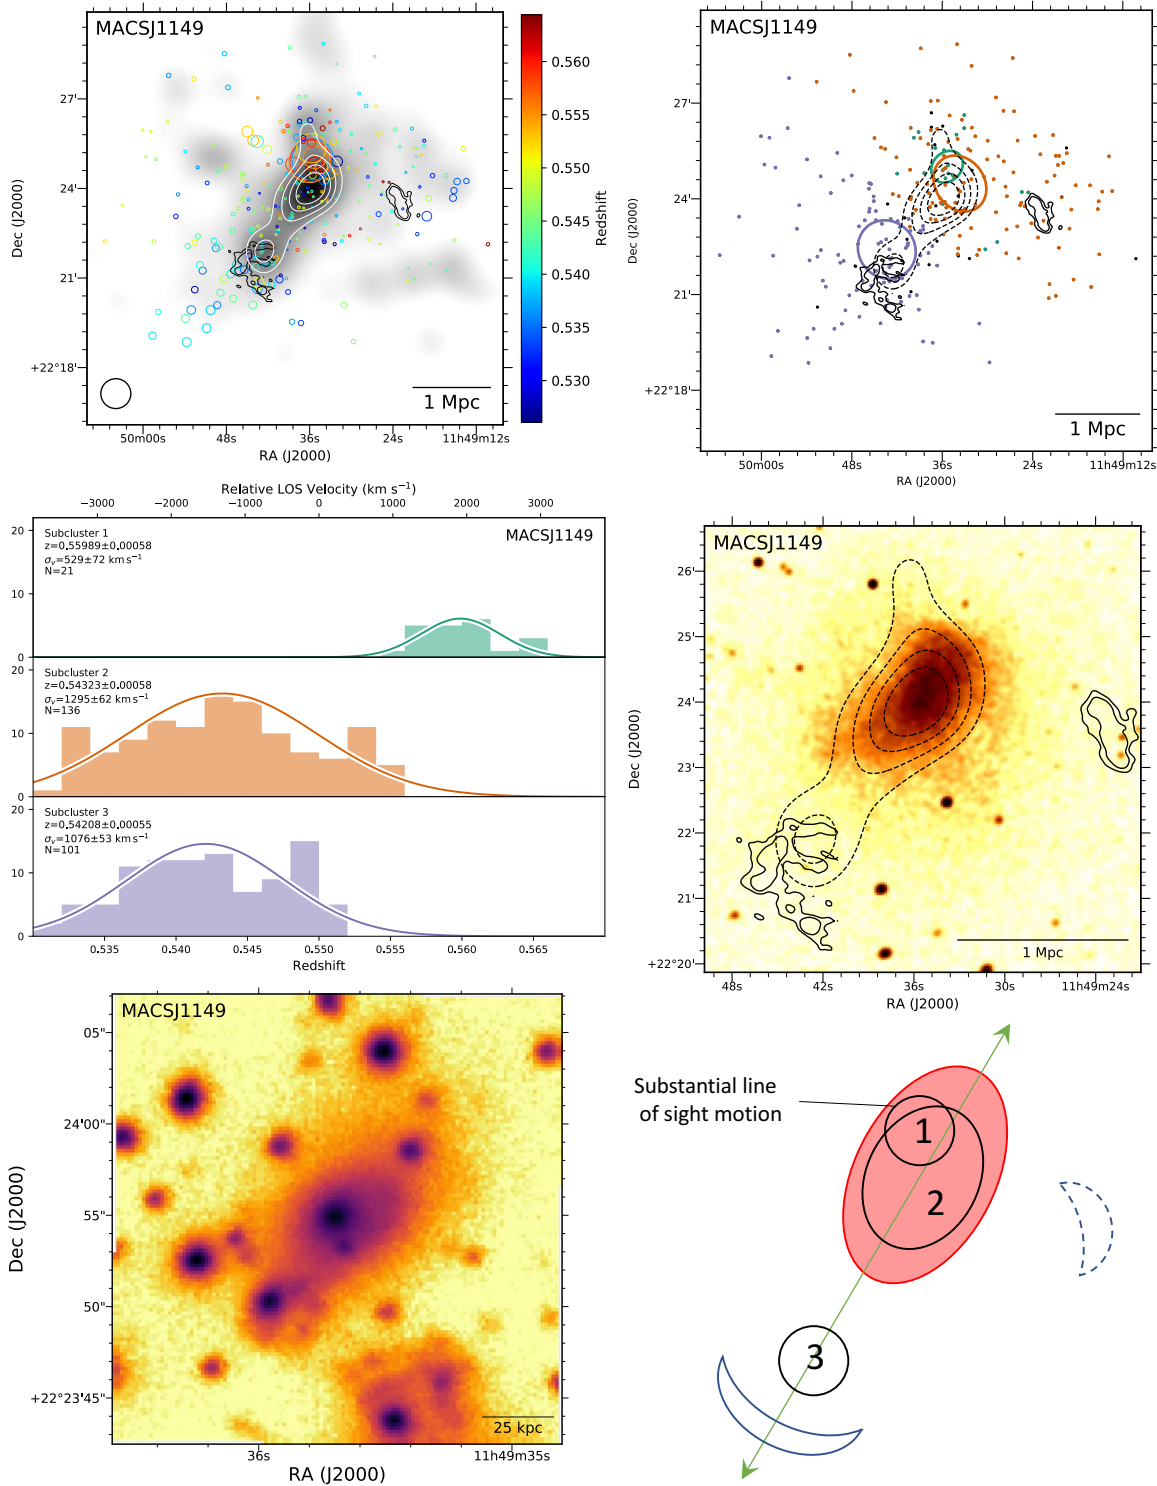 MACSJ1149
27'
24'
21'
+22°18'
Dec (J2000)
50m00s
48s
36s
24s
11h49m12s
RA (J2000)
1 Mpc
0.560
0.555
0.550
0.545
0.540
0.535
0.530
Redshift
MACSJ1149
27'
24'
21'
+22°18'
Dec (J2000)
50m00s
48s
36s
24s
11h49m12s
RA (J2000)
1 Mpc
Relative LOS Velocity (km s⁻¹)
−3000
−2000
−1000
0
1000
2000
3000
MACSJ1149
Subcluster 1
z=0.55989±0.00058
σᵥ=529±72 km s⁻¹
N=21
20
10
0
Subcluster 2
z=0.54323±0.00058
σᵥ=1295±62 km s⁻¹
N=136
20
10
0
Subcluster 3
z=0.54208±0.00055
σᵥ=1076±53 km s⁻¹
N=101
20
10
0
0.535
0.540
0.545
0.550
0.555
0.560
0.565
Redshift
MACSJ1149
26'
25'
24'
23'
22'
21'
+22°20'
Dec (J2000)
48s
42s
36s
30s
11h49m24s
RA (J2000)
1 Mpc
MACSJ1149
05"
24'00"
55"
50"
+22°23'45"
Dec (J2000)
36s
11h49m35s
RA (J2000)
25 kpc
Substantial line
of sight motion
1
2
3